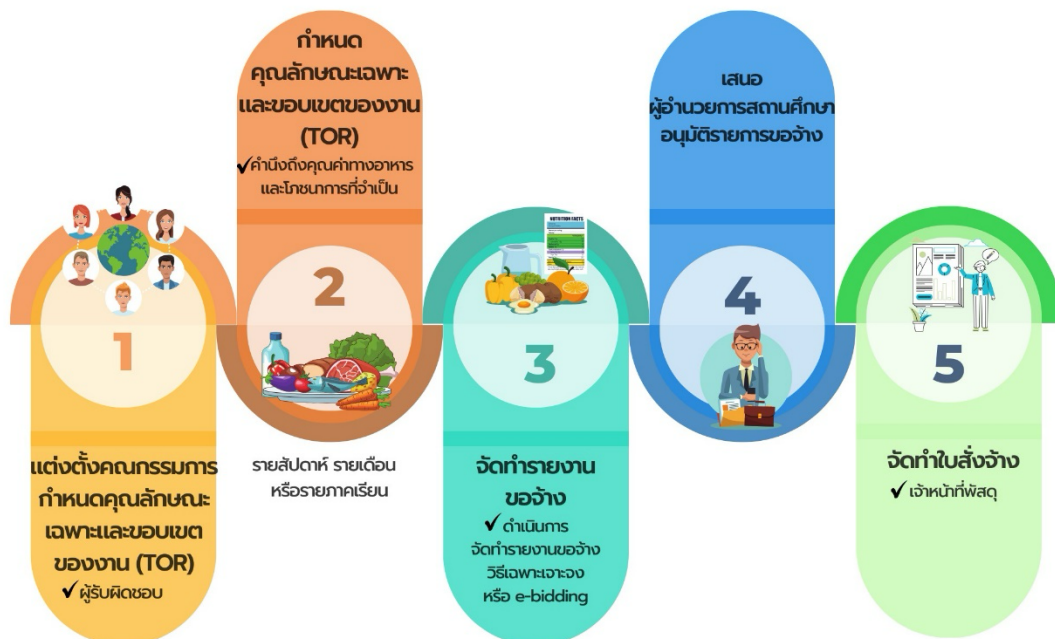 1
แต่งตั้งคณะกรรมการ
กำหนดคุณลักษณะ
เฉพาะและขอบเขต
ของงาน (TOR)
✓ ผู้รับผิดชอบ
กำหนด
คุณลักษณะเฉพาะ
และขอบเขตของงาน
(TOR)
✓คำนึงถึงคุณค่าทางอาหาร
และโภชนาการที่จำเป็น
2
รายสัปดาห์ รายเดือน
หรือรายภาคเรียน
NUTRITION FACTS
3
จัดทำรายงาน
ขอจ้าง
✓ ดำเนินการ
จัดทำรายงานขอจ้าง
วิธีเฉพาะเจาะจง
หรือ e-bidding
เสนอ
ผู้อำนวยการสถานศึกษา
อนุมัติรายการขอจ้าง
4
5
จัดทำใบสั่งจ้าง
✓ เจ้าหน้าที่พัสดุ